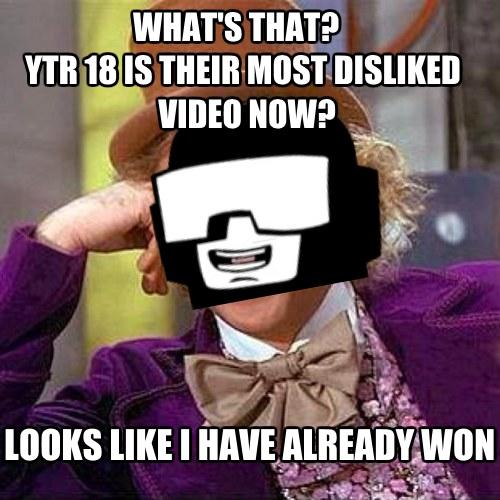 WHAT'S THAT?
YTR 18 IS THEIR MOST DISLIKED
VIDEO NOW?
LOOKS LIKE I HAVE ALREADY WON